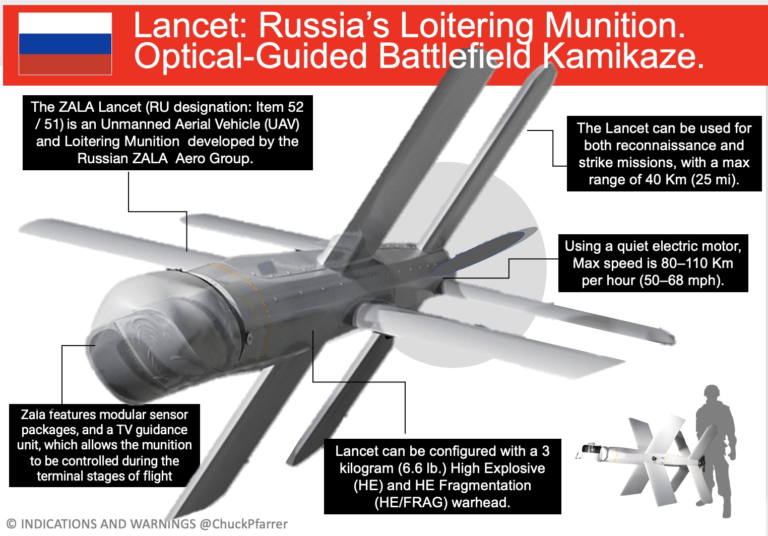 Lancet: Russia's Loitering Munition.
Optical-Guided Battlefield Kamikaze.
The ZALA Lancet (RU designation: Item 52
/ 51) is an Unmanned Aerial Vehicle (UAV)
and Loitering Munition developed by the
Russian ZALA Aero Group.
The Lancet can be used for
both reconnaissance and
strike missions, with a max
range of 40 Km (25 mi).
Using a quiet electric motor,
Max speed is 80–110 Km
per hour (50–68 mph).
Zaia features modular sensor
packages, and a TV guidance
unit, which allows the munition
to be controlled during the
terminal stages of flight
Lancet can be configured with a 3
kilogram (6.6 lb.) High Explosive
(HE) and HE Fragmentation
(HE/FRAG) warhead.
© INDICATIONS AND WARNINGS @ChuckPfarrer